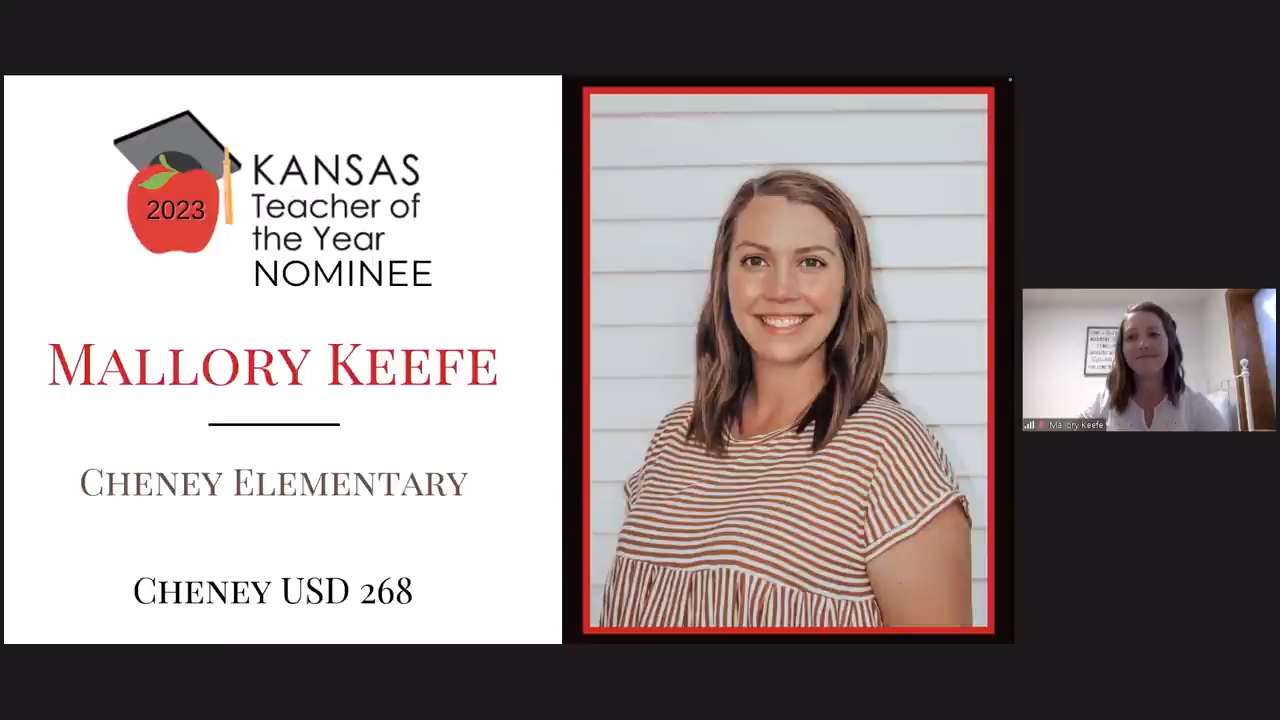 2023
KANSAS
Teacher of
the Year
NOMINEE
MALLORY KEEFE
CHENEY ELEMENTARY
CHENEY USD 268
Mallory Keefe